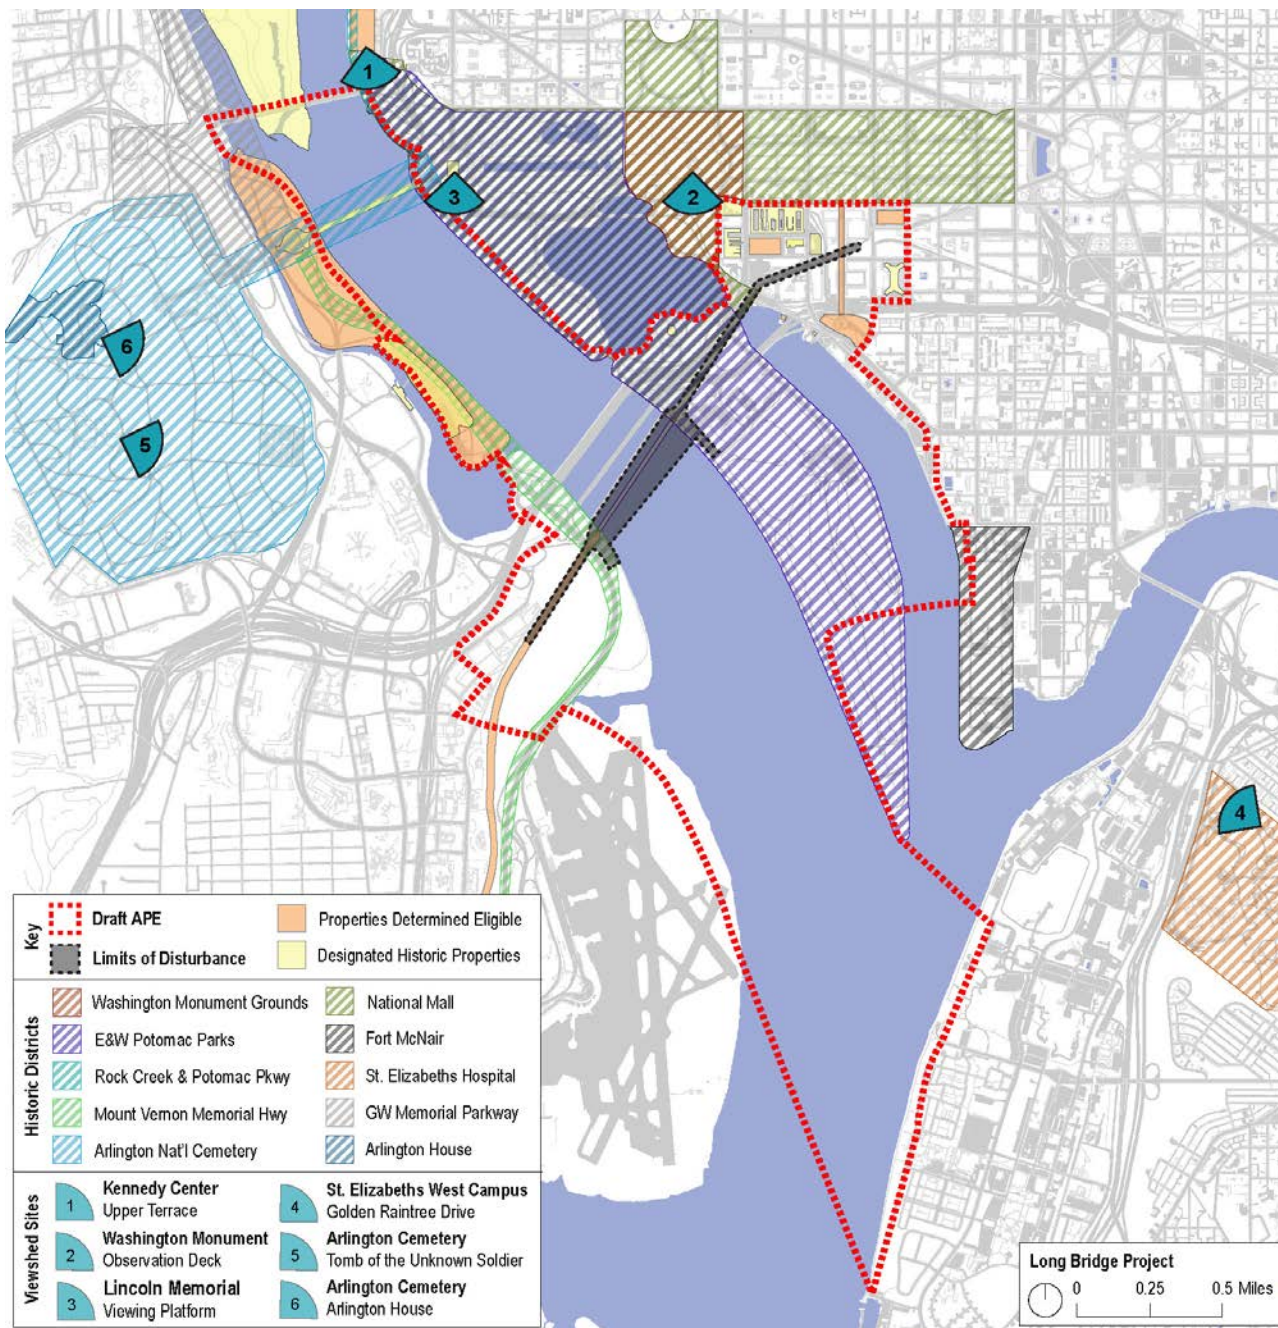 1
2
3
6
5
4
Key
Draft APE
Properties Determined Eligible
Limits of Disturbance
Designated Historic Properties
Historic Districts
Washington Monument Grounds
National Mall
E&W Potomac Parks
Fort McNair
Rock Creek & Potomac Pkwy
St. Elizabeths Hospital
Mount Vernon Memorial Hwy
GW Memorial Parkway
Arlington Nat'l Cemetery
Arlington House
Viewshed Sites
1
Kennedy Center
Upper Terrace
4
St. Elizabeths West Campus
Golden Raintree Drive
2
Washington Monument
Observation Deck
5
Arlington Cemetery
Tomb of the Unknown Soldier
3
Lincoln Memorial
Viewing Platform
6
Arlington Cemetery
Arlington House
Long Bridge Project
0 0.25 0.5 Miles